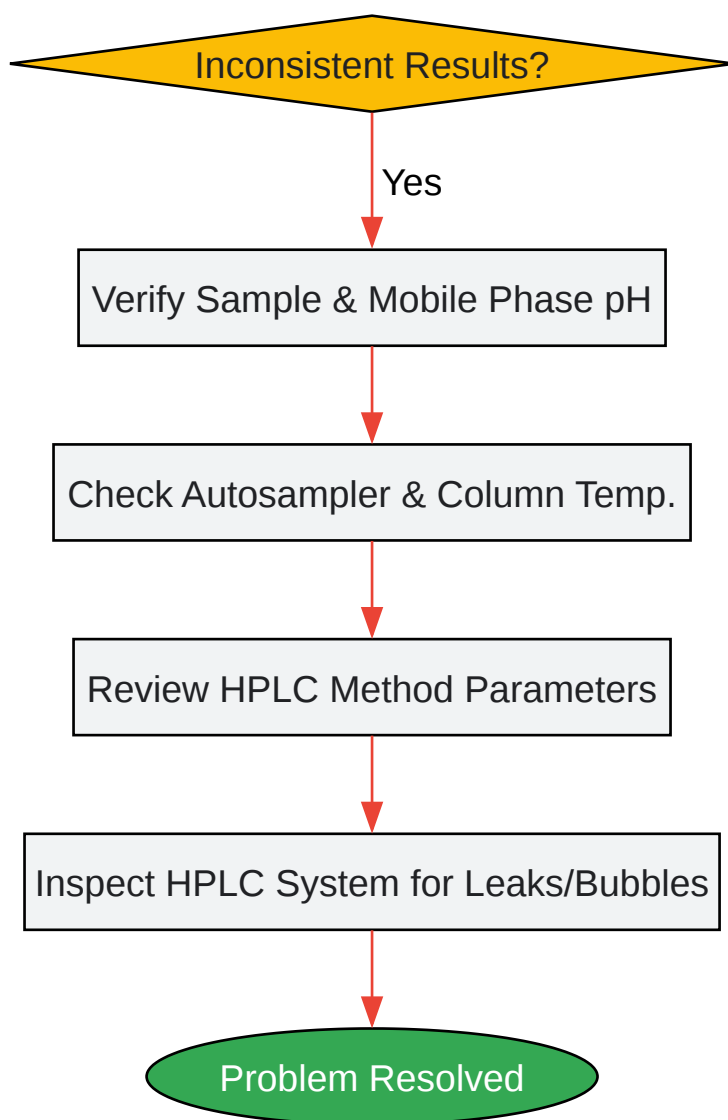 Inconsistent Results?
Yes
Verify Sample & Mobile Phase pH
Check Autosampler & Column Temp.
Review HPLC Method Parameters
Inspect HPLC System for Leaks/Bubbles
Problem Resolved